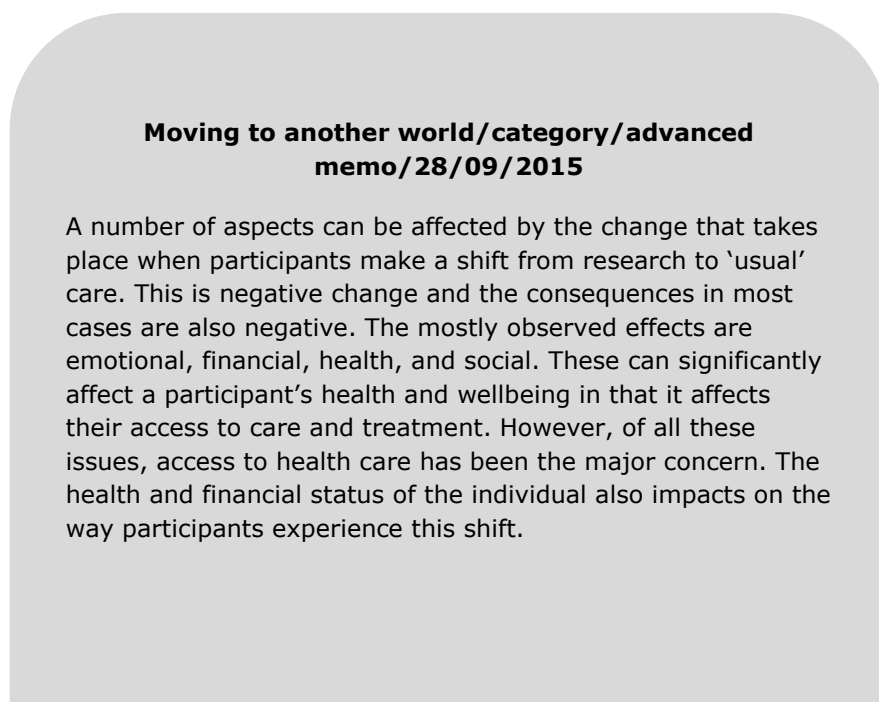 Moving to another world/category/advanced
memo/28/09/2015
A number of aspects can be affected by the change that takes
place when participants make a shift from research to ‘usual’
care. This is negative change and the consequences in most
cases are also negative. The mostly observed effects are
emotional, financial, health, and social. These can significantly
affect a participant’s health and wellbeing in that it affects
their access to care and treatment. However, of all these
issues, access to health care has been the major concern. The
health and financial status of the individual also impacts on the
way participants experience this shift.